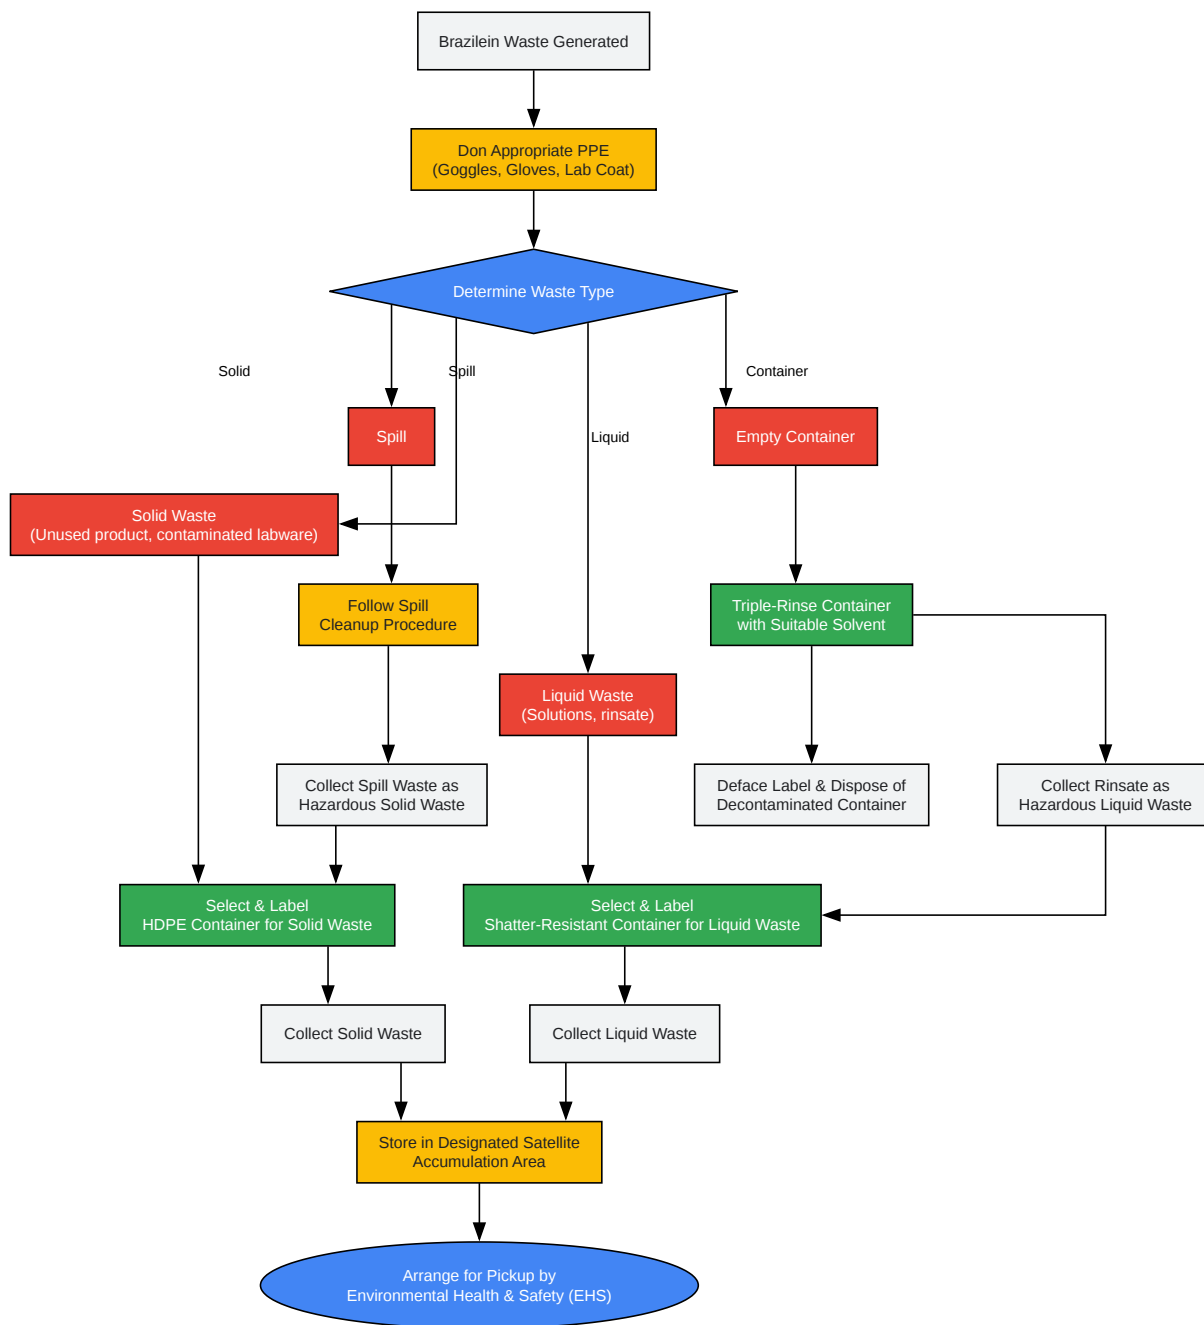 Brazilein Waste Generated
Don Appropriate PPE
(Goggles, Gloves, Lab Coat)
Determine Waste Type
Solid
Spill
Container
Spill
Liquid
Empty Container
Solid Waste
(Unused product, contaminated labware)
Follow Spill
Cleanup Procedure
Triple-Rinse Container
with Suitable Solvent
Liquid Waste
(Solutions, rinsate)
Collect Spill Waste as
Hazardous Solid Waste
Deface Label & Dispose of
Decontaminated Container
Collect Rinsate as
Hazardous Liquid Waste
Select & Label
HDPE Container for Solid Waste
Select & Label
Shatter-Resistant Container for Liquid Waste
Collect Solid Waste
Collect Liquid Waste
Store in Designated Satellite
Accumulation Area
Arrange for Pickup by
Environmental Health & Safety (EHS)